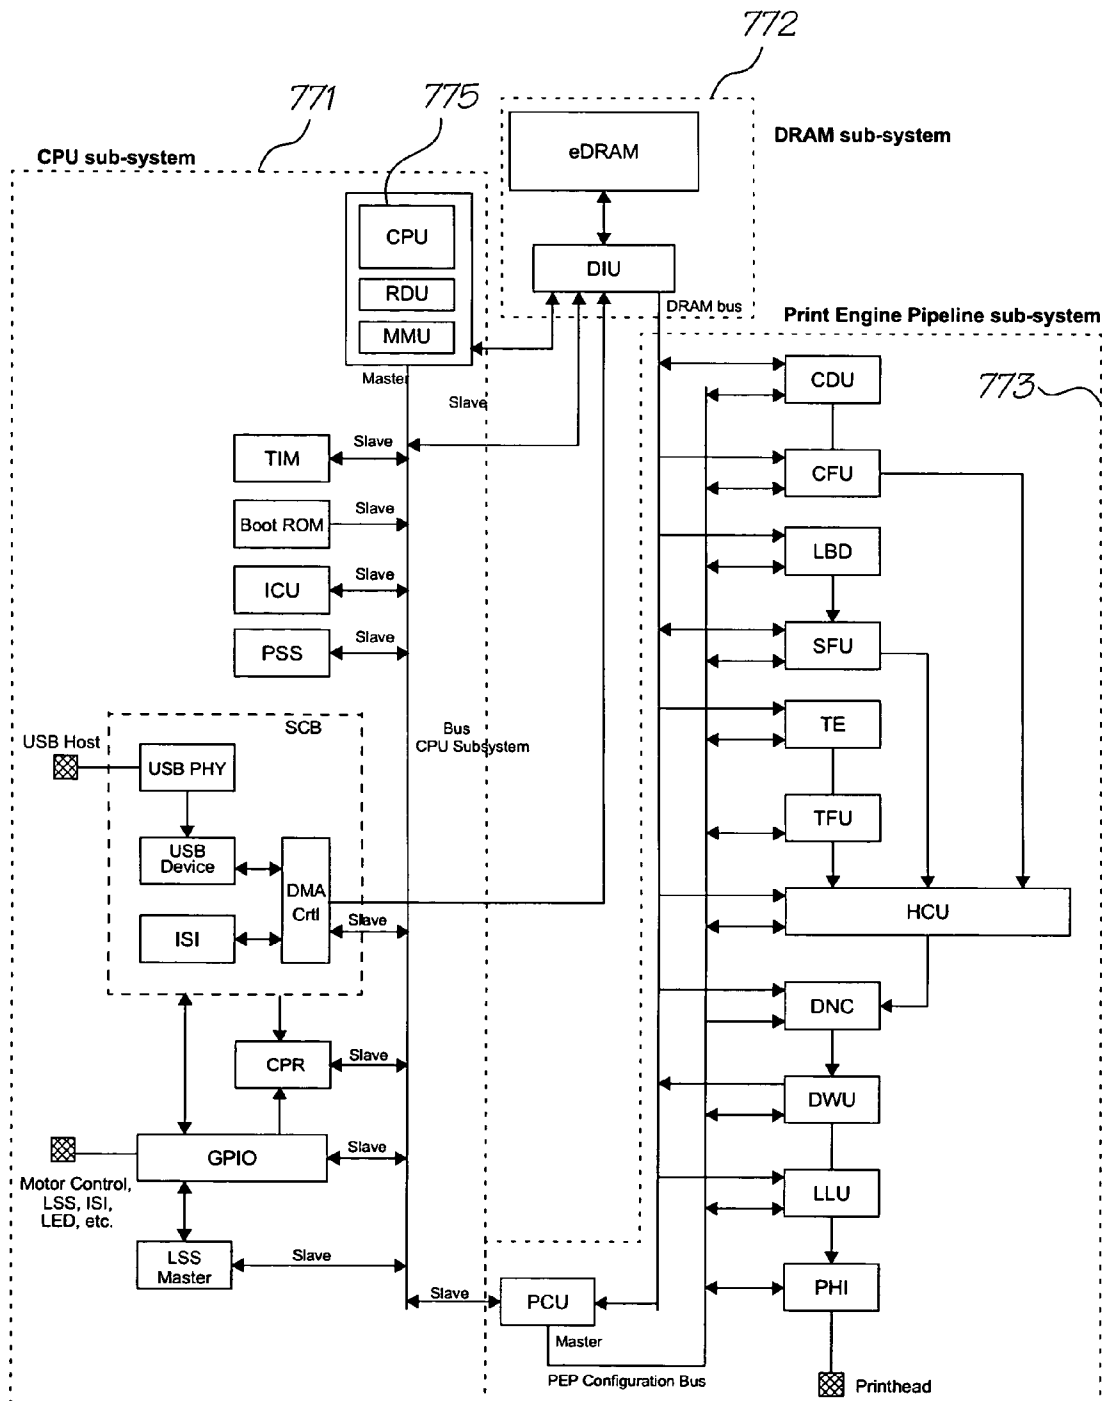 772
771
775
CPU sub-system
DRAM sub-system
eDRAM
CPU
RDU
MMU
DIU
DRAM bus
Print Engine Pipeline sub-system
Master
Slave
773
CDU
TIM
Slave
CFU
Boot ROM
Slave
LBD
ICU
Slave
PSS
Slave
SFU
SCB
Bus
CPU Subsystem
TE
USB Host
USB PHY
TFU
USB
Device
DMA
Crtl
Slave
ISI
HCU
DNC
CPR
Slave
DWU
GPIO
Slave
Motor Control,
LSS, ISI,
LED, etc.
LLU
LSS
Master
Slave
PHI
Slave
PCU
Master
PEP Configuration Bus
Printhead